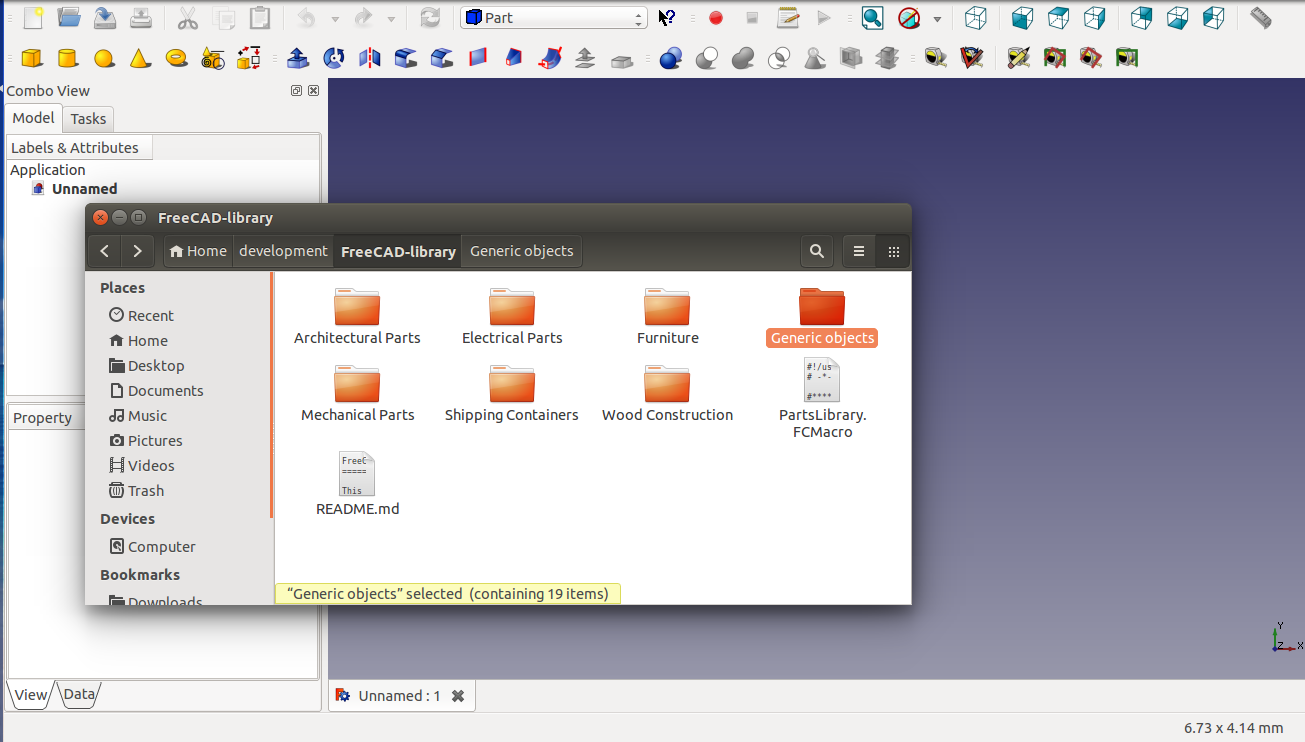 Part
Combo View
Model
Tasks
Labels & Attributes
Application
Unnamed
FreeCAD-library
Home
development
FreeCAD-library
Generic objects
Places
Recent
Home
Desktop
Documents
Music
Pictures
Videos
Trash
Devices
Computer
Bookmarks
Downloads
Architectural Parts
Electrical Parts
Furniture
Generic objects
Mechanical Parts
Shipping Containers
Wood Construction
#!/us
# -*-
#****
PartsLibrary.
FCMacro
FreeC
=====
This
README.md
“Generic objects” selected (containing 19 items)
Property
View
Data
Unnamed : 1
Y
Z
X
6.73 x 4.14 mm